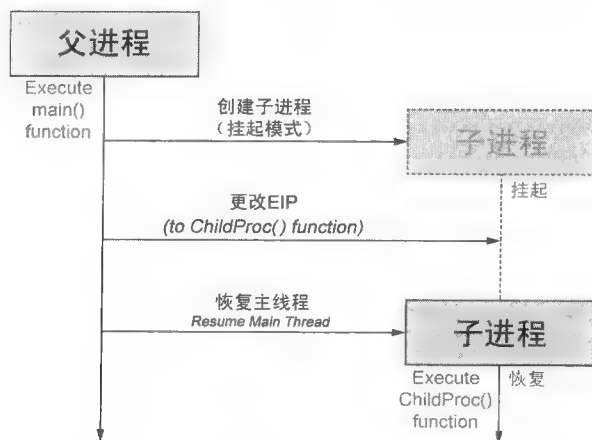 父进程
Execute
main()
function
创建子进程
（挂起模式）
子进程
挂起
更改EIP
(to ChildProc() function)
恢复主线程
Resume Main Thread
子进程
Execute
ChildProc()
function
恢复